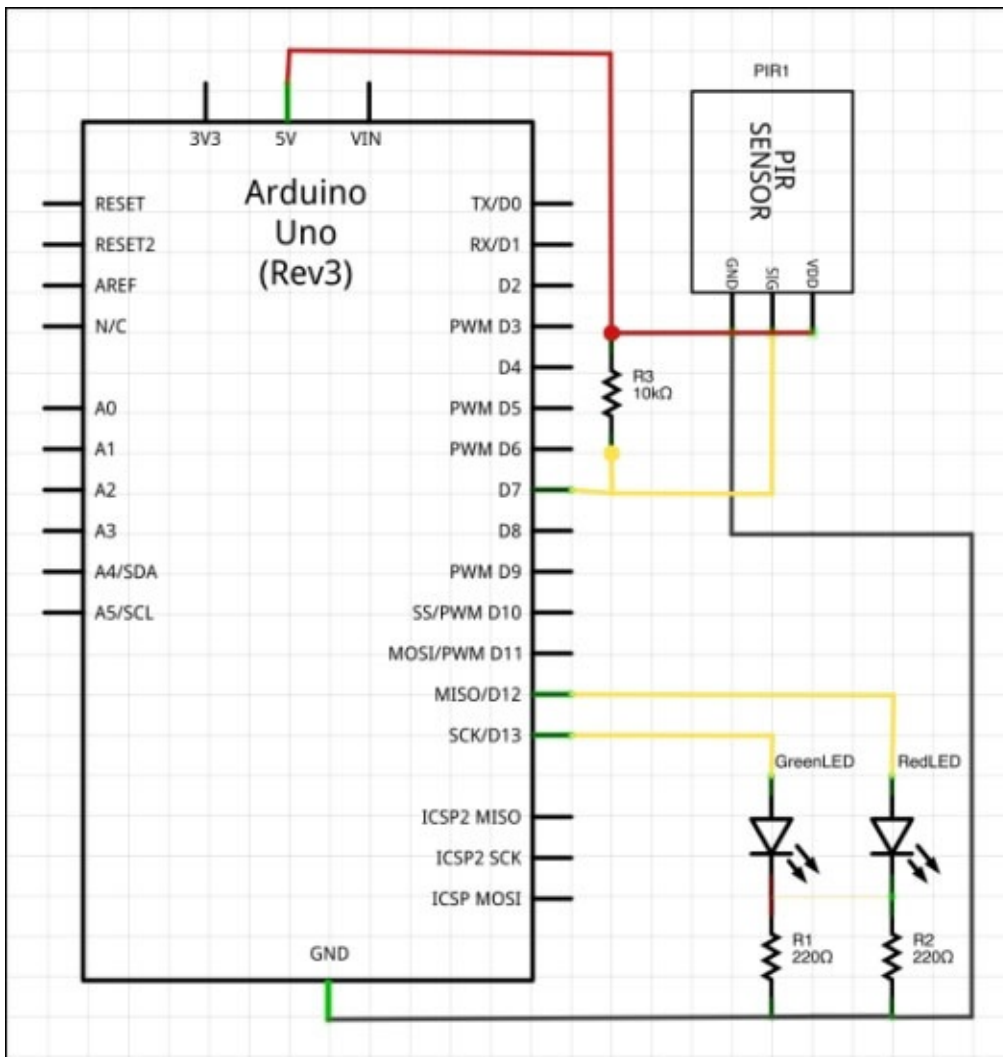 PIR1
PIR
SENSOR
GND
SIG
VDD
3V3
5V
VIN
Arduino
Uno
(Rev3)
RESET
RESET2
AREF
N/C
A0
A1
A2
A3
A4/SDA
A5/SCL
TX/D0
RX/D1
D2
PWM D3
D4
PWM D5
PWM D6
D7
D8
PWM D9
SS/PWM D10
MOSI/PWM D11
MISO/D12
SCK/D13
ICSP2 MISO
ICSP2 SCK
ICSP MOSI
GND
R3
10kΩ
GreenLED
RedLED
R1
220Ω
R2
220Ω